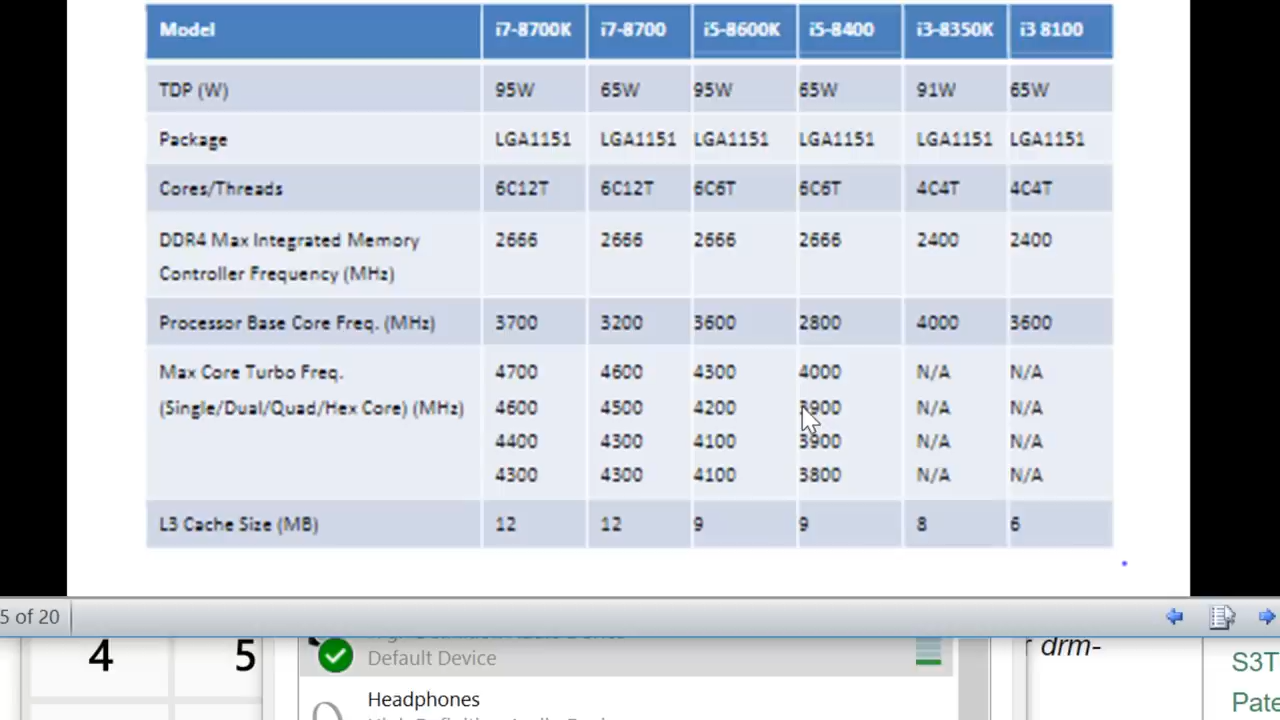 Model i7-8700K i7-8700 i5-8600K i5-8400 i3-8350K i3 8100
TDP (W) 95W 65W 95W 65W 91W 65W
Package LGA1151 LGA1151 LGA1151 LGA1151 LGA1151 LGA1151
Cores/Threads 6C12T 6C12T 6C6T 6C6T 4C4T 4C4T
DDR4 Max Integrated Memory 2666 2666 2666 2666 2400 2400
Controller Frequency (MHz)
Processor Base Core Freq. (MHz) 3700 3200 3600 2800 4000 3600
Max Core Turbo Freq. 4700 4600 4300 4000 N/A N/A
(Single/Dual/Quad/Hex Core) (MHz) 4600 4500 4200 3900 N/A N/A
4400 4300 4100 3900 N/A N/A
4300 4300 4100 3800 N/A N/A
L3 Cache Size (MB) 12 12 9 9 8 6
5 of 20
4 5
Default Device
Headphones
drm-
S3T
Pate